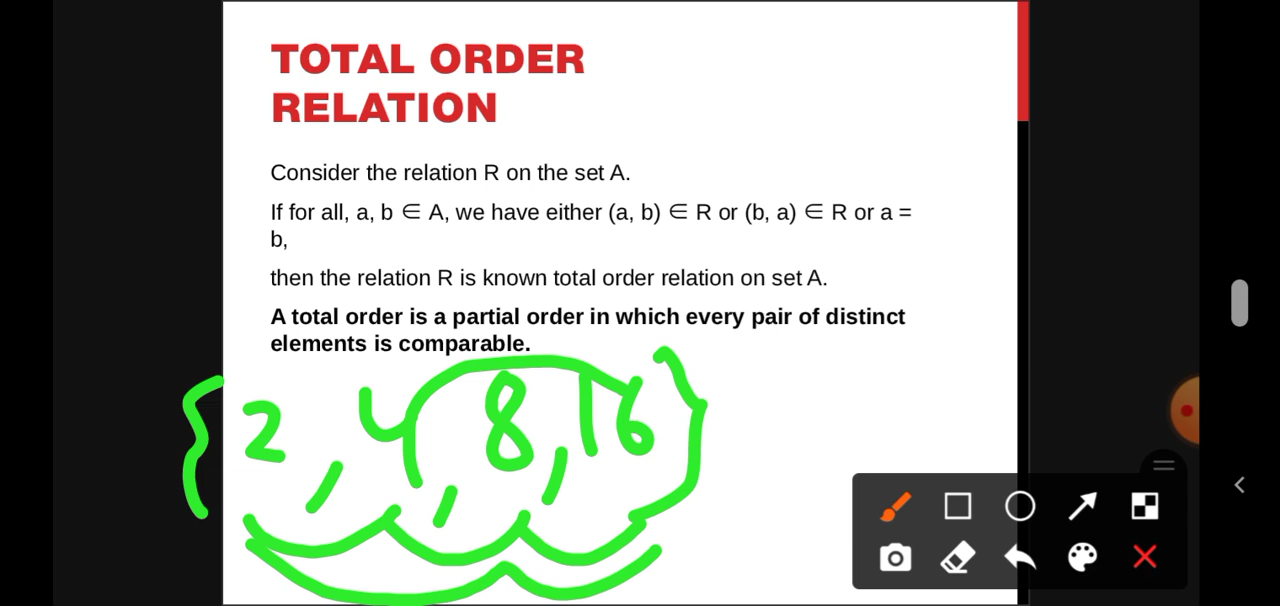 TOTAL ORDER
RELATION
Consider the relation R on the set A.
If for all, a, b ∈ A, we have either (a, b) ∈ R or (b, a) ∈ R or a =
b,
then the relation R is known total order relation on set A.
A total order is a partial order in which every pair of distinct
elements is comparable.
{2, 4, 8, 16}